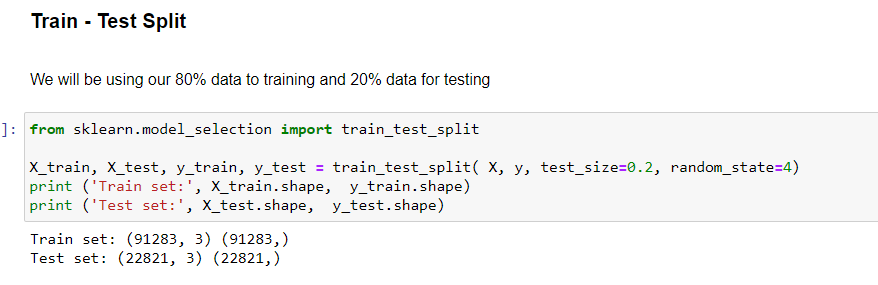 Train - Test Split
We will be using our 80% data to training and 20% data for testing
]: from sklearn.model_selection import train_test_split
X_train, X_test, y_train, y_test = train_test_split( X, y, test_size=0.2, random_state=4)
print ('Train set:', X_train.shape,  y_train.shape)
print ('Test set:', X_test.shape,  y_test.shape)
Train set: (91283, 3) (91283,)
Test set: (22821, 3) (22821,)